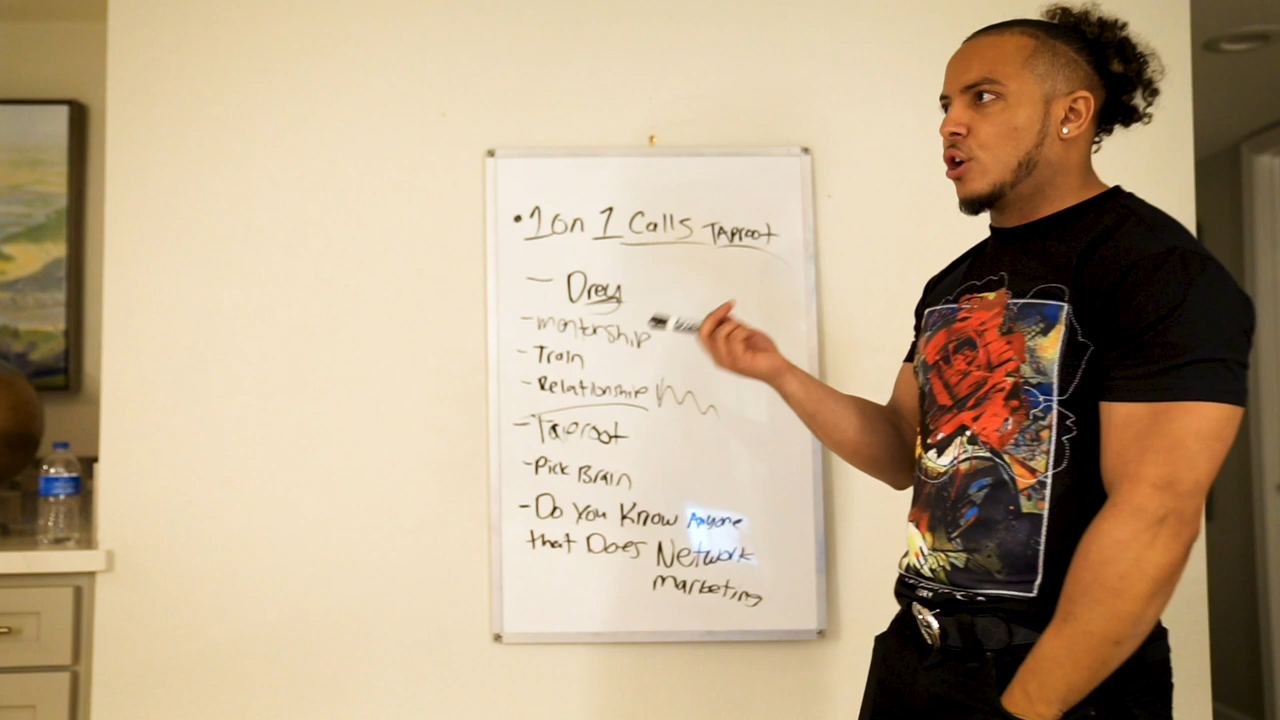 • 1 on 1 Calls TAProot
- Drey
- mentorship
- Train
- Relationship
- Taproot
- Pick Brain
- Do You Know Anyone
that Does Network
marketing